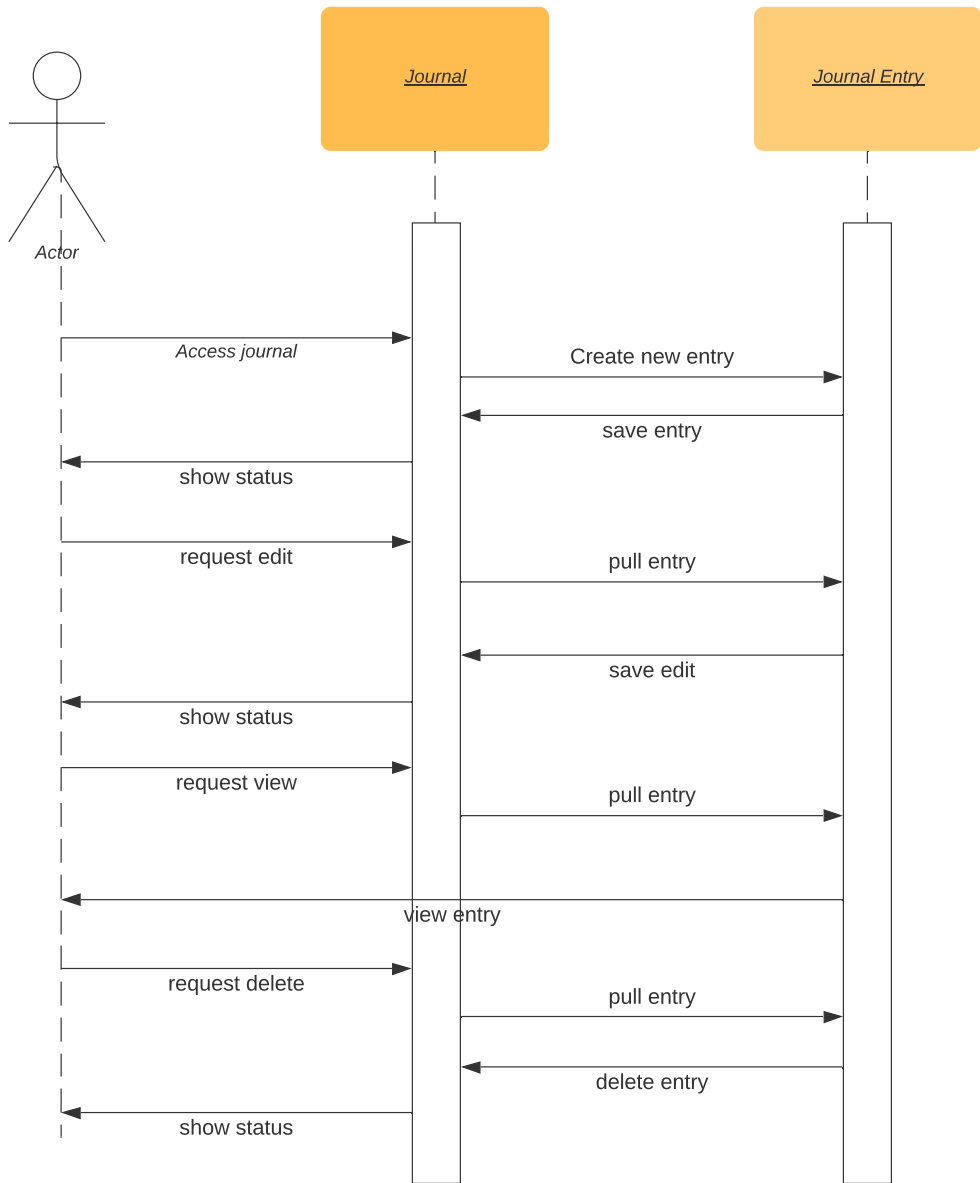 Journal
Journal Entry
Actor
Access journal
Create new entry
save entry
show status
request edit
pull entry
save edit
show status
request view
pull entry
view entry
request delete
pull entry
delete entry
show status